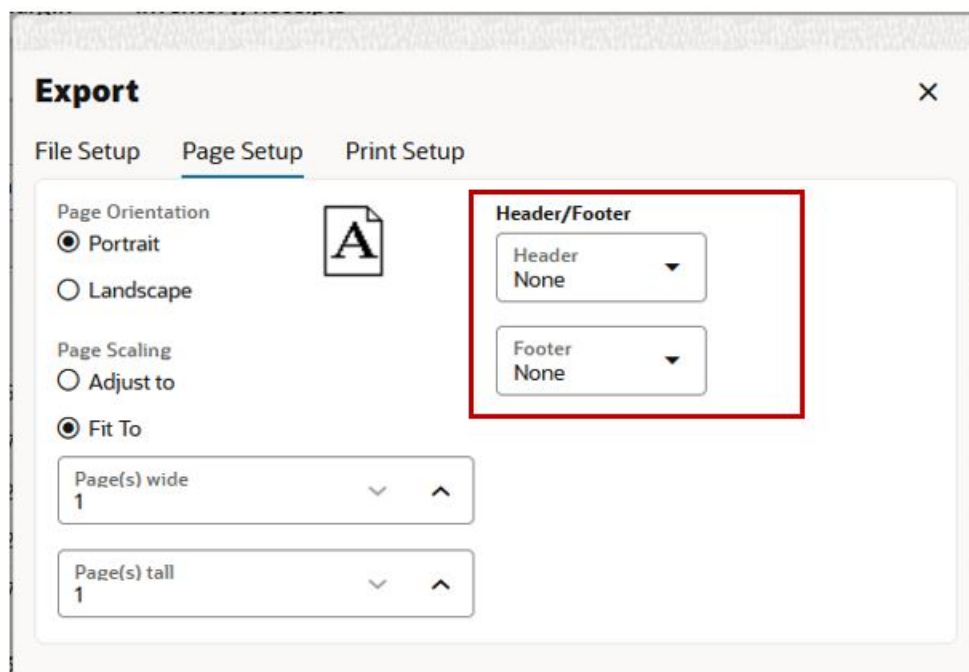 Export
File Setup Page Setup Print Setup
Page Orientation
Portrait
Landscape
A
Page Scaling
Adjust to
Fit To
Page(s) wide
1
Page(s) tall
1
Header/Footer
Header
None
Footer
None